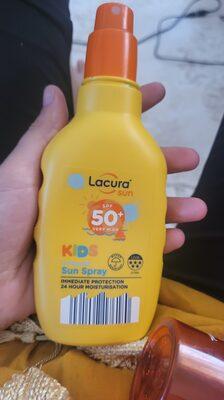 Lacura
sun
SPF
50+
VERY HIGH
KIDS
Sun Spray
IMMEDIATE PROTECTION
24 HOUR MOISTURISATION